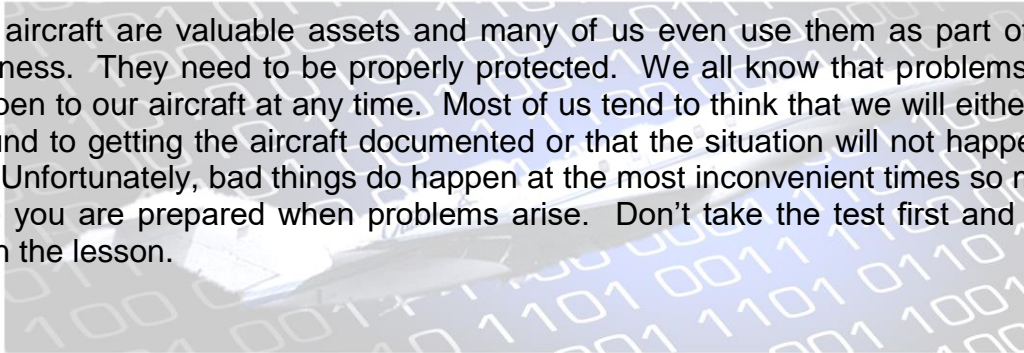 aircraft are valuable assets and many of us even use them as part of
ness. They need to be properly protected. We all know that problems
pen to our aircraft at any time. Most of us tend to think that we will either
und to getting the aircraft documented or that the situation will not happe
Unfortunately, bad things do happen at the most inconvenient times so
you are prepared when problems arise. Don’t take the test first and
n the lesson.